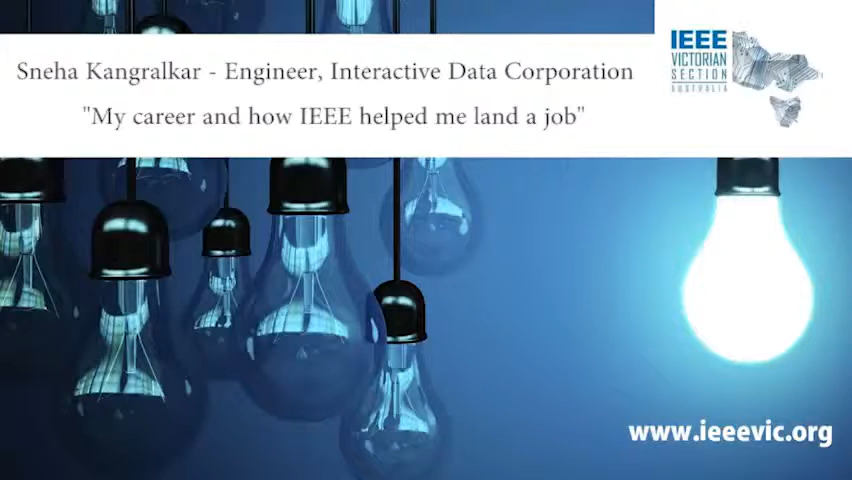 Sneha Kangralkar - Engineer, Interactive Data Corporation
"My career and how IEEE helped me land a job"
IEEE
VICTORIAN
SECTION
AUSTRALIA
www.ieeevic.org